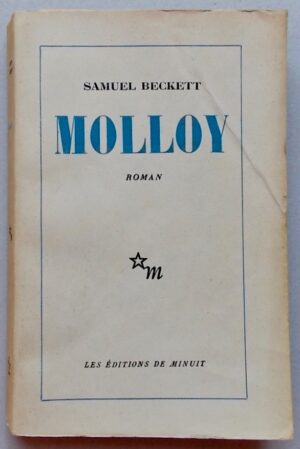 SAMUEL BECKETT
MOLLOY
ROMAN
m
LES ÉDITIONS DE MINUIT